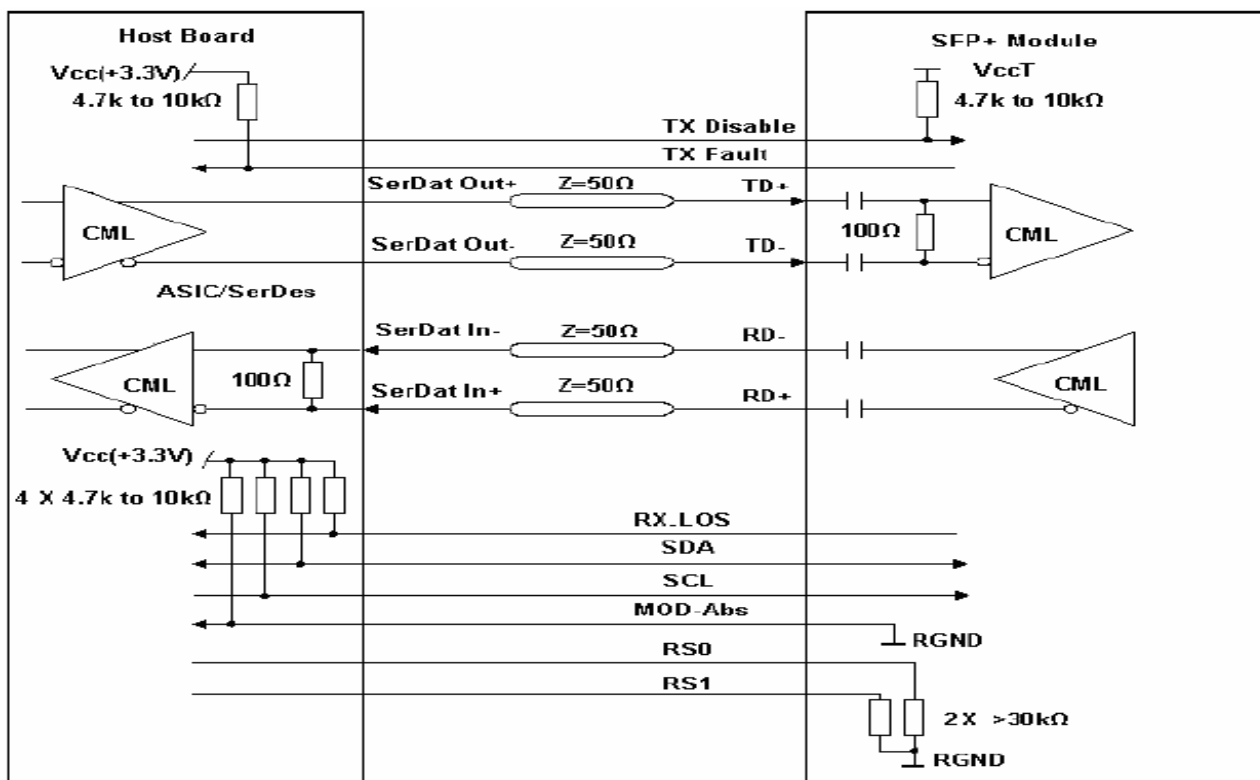 Host Board
SFP+ Module
Vcc(+3.3V)
4.7k to 10kΩ
VccT
4.7k to 10kΩ
TX Disable
TX Fault
SerDat Out+
Z=50Ω
TD+
CML
100Ω
CML
SerDat Out-
Z=50Ω
TD-
ASIC/SerDes
SerDat In-
Z=50Ω
RD-
CML
100Ω
CML
SerDat In+
Z=50Ω
RD+
Vcc(+3.3V)
4 X 4.7k to 10kΩ
RX_LOS
SDA
SCL
MOD-Abs
RGND
RS0
RS1
2X >30kΩ
RGND